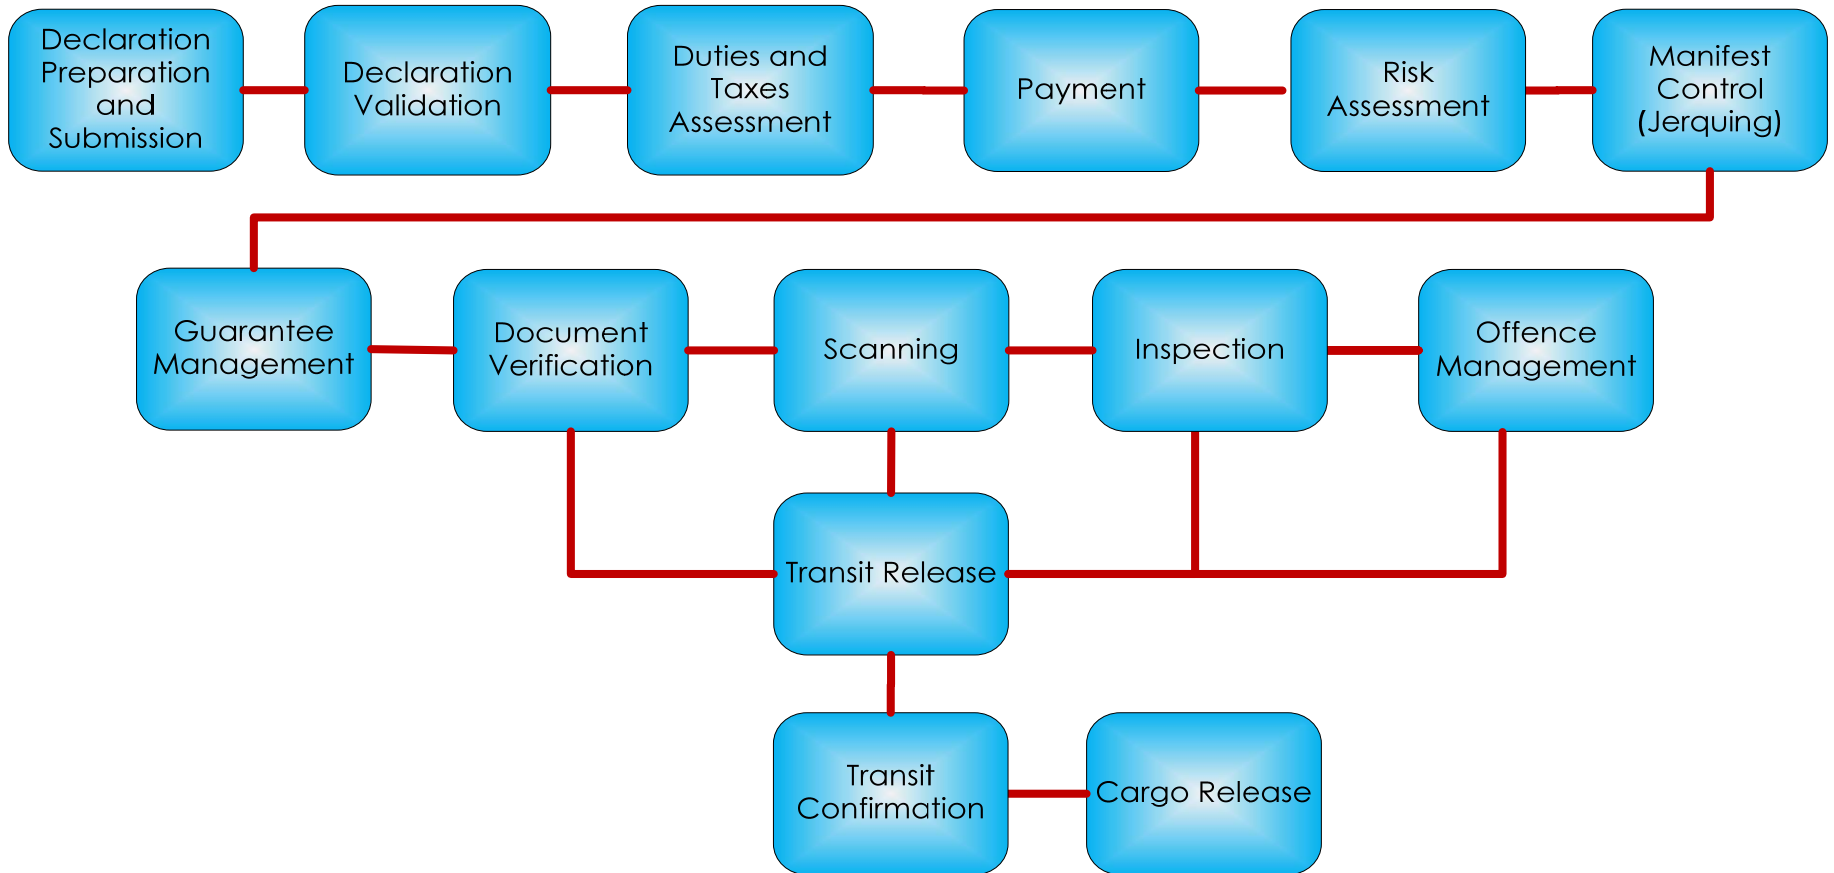 Declaration
Preparation
and
Submission
Declaration
Validation
Duties and
Taxes
Assessment
Payment
Risk
Assessment
Manifest
Control
(Jerquing)
Guarantee
Management
Document
Verification
Scanning
Inspection
Offence
Management
Transit Release
Transit
Confirmation
Cargo Release